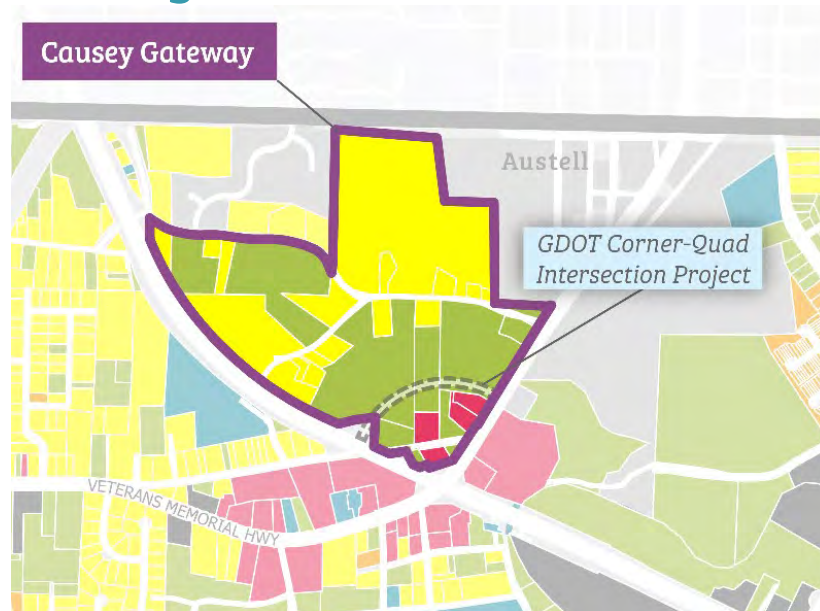 Causey Gateway
Austell
GDOT Corner-Quad
Intersection Project
VETERANS MEMORIAL HWY